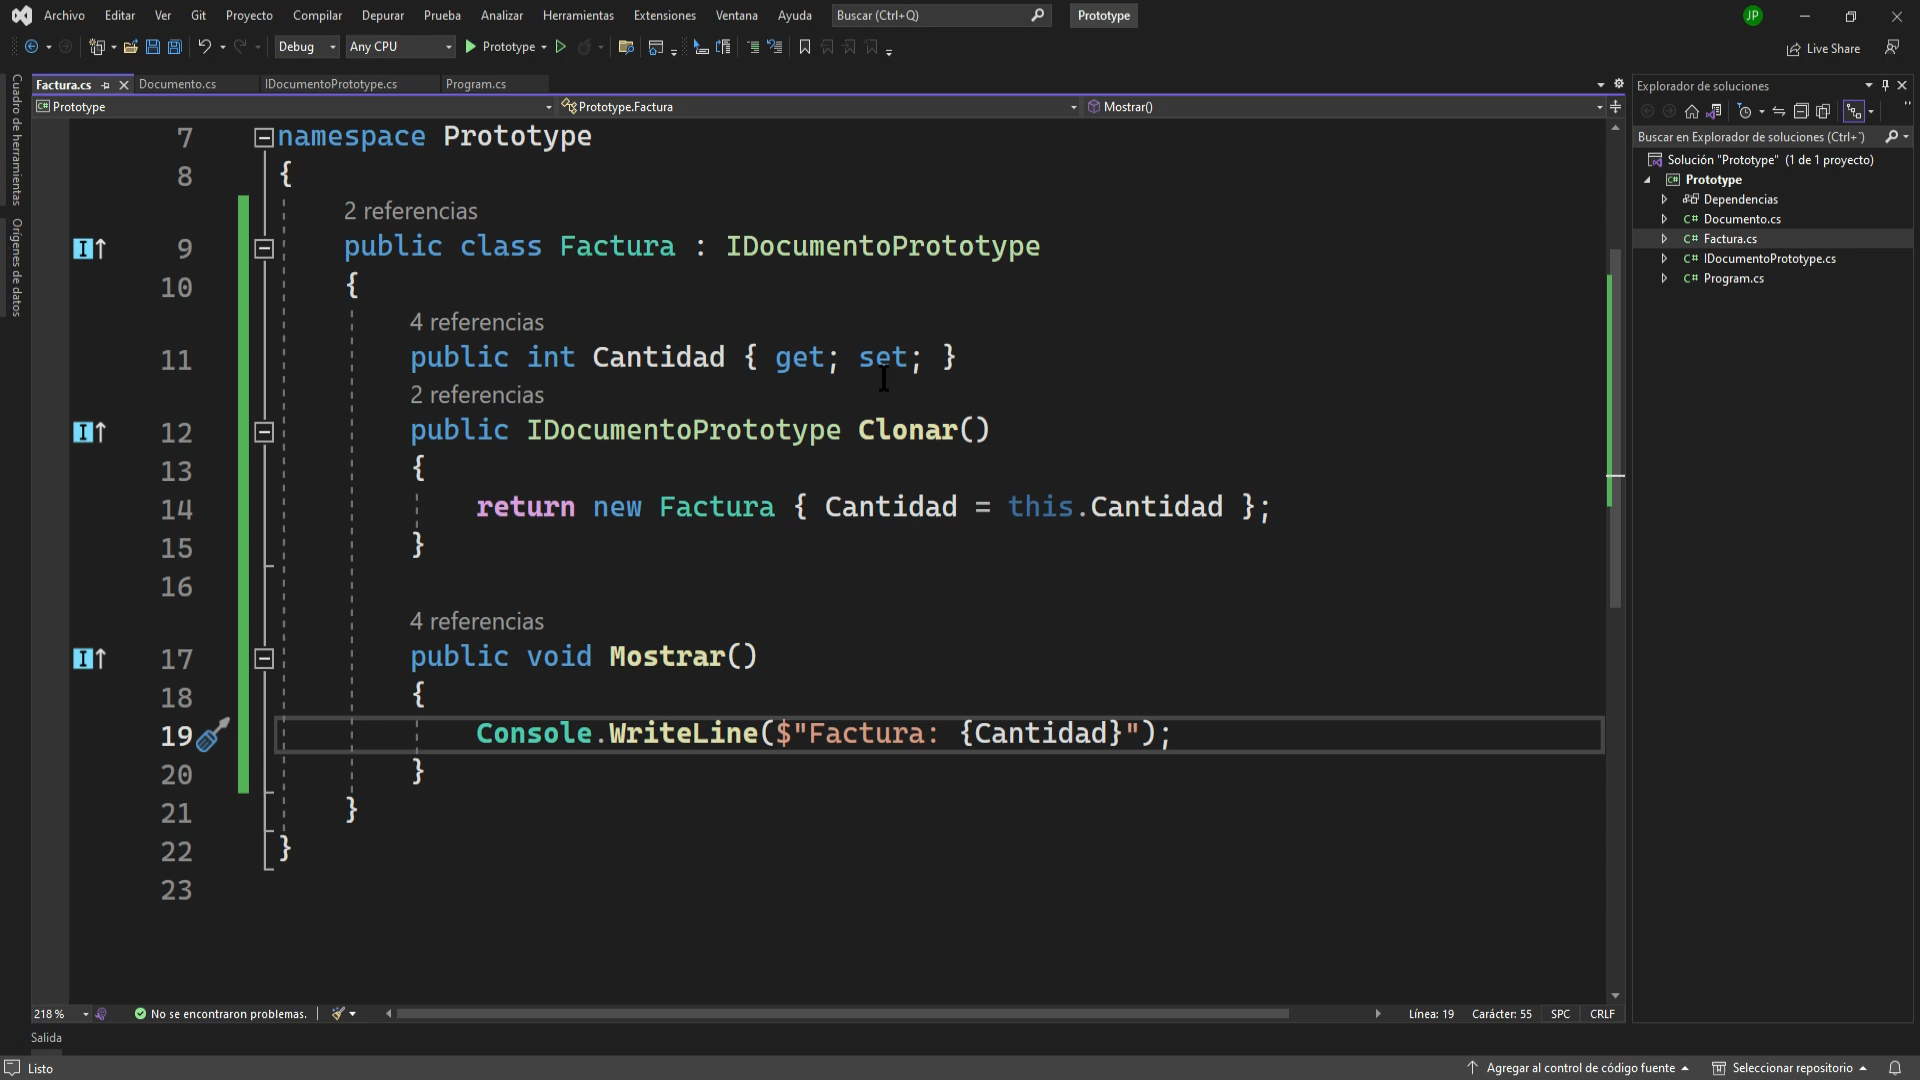 Archivo Editar Ver Git Proyecto Compilar Depurar Prueba Analizar Herramientas Extensiones Ventana Ayuda Buscar (Ctrl+Q) Prototype JP
Debug Any CPU Prototype Live Share
Cuadro de herramientas
Orígenes de datos
Factura.cs Documento.cs IDocumentoPrototype.cs Program.cs
Prototype Prototype.Factura Mostrar()
7 namespace Prototype
8 {
2 referencias
9 public class Factura : IDocumentoPrototype
10 {
4 referencias
11 public int Cantidad { get; set; }
2 referencias
12 public IDocumentoPrototype Clonar()
13 {
14 return new Factura { Cantidad = this.Cantidad };
15 }
16
4 referencias
17 public void Mostrar()
18 {
19 Console.WriteLine($"Factura: {Cantidad}");
20 }
21 }
22 }
23
218 % No se encontraron problemas. Línea: 19 Carácter: 55 SPC CRLF
Salida
Explorador de soluciones
Buscar en Explorador de soluciones (Ctrl+`)
Solución "Prototype" (1 de 1 proyecto)
C# Prototype
Dependencias
C# Documento.cs
C# Factura.cs
C# IDocumentoPrototype.cs
C# Program.cs
Listo Agregar al control de código fuente Seleccionar repositorio